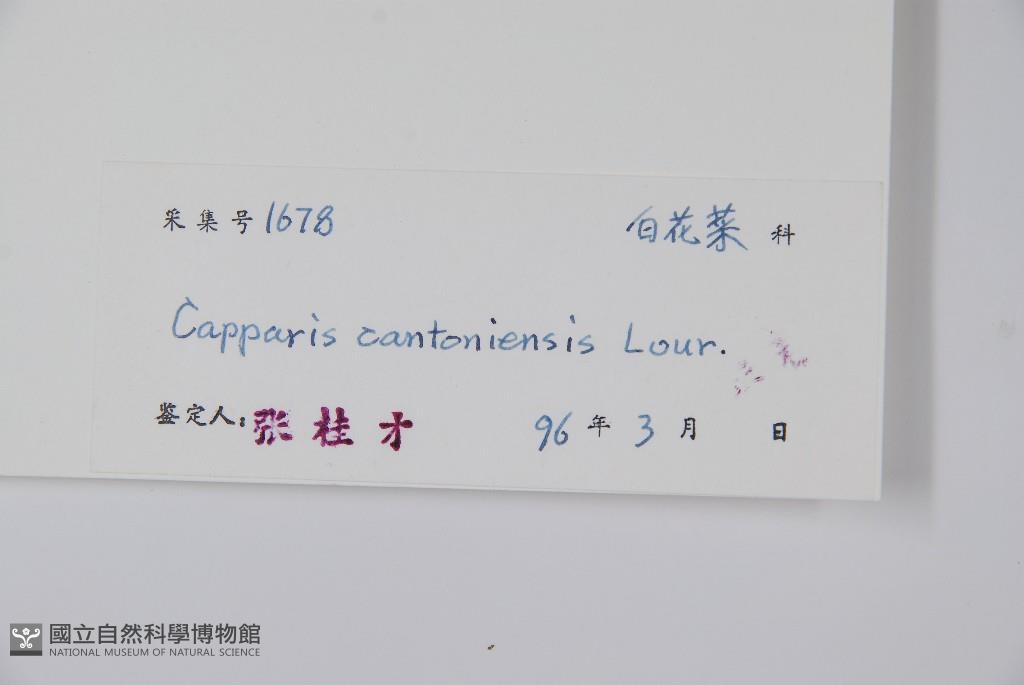 采集号 1678 白花菜 科
Capparis cantoniensis Lour.
鉴定人: 张桂才 96 年 3 月 日
國立自然科學博物館
NATIONAL MUSEUM OF NATURAL SCIENCE